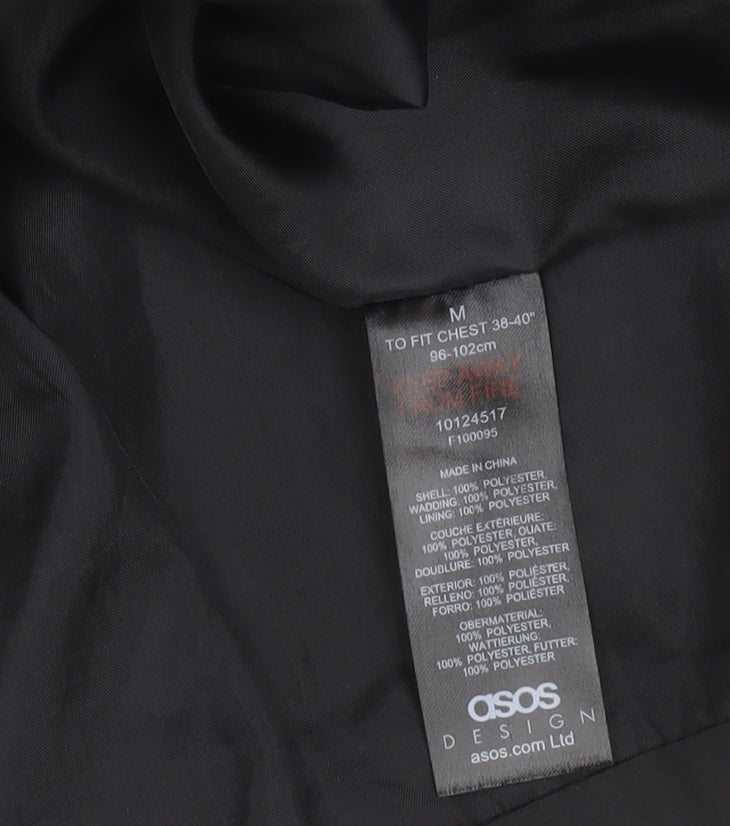 M
TO FIT CHEST 38-40"
96-102cm
KEEP AWAY
FROM FIRE
10124517
F100095
MADE IN CHINA
SHELL: 100% POLYESTER,
WADDING: 100% POLYESTER,
LINING: 100% POLYESTER
COUCHE EXTÉRIEURE:
100% POLYESTER, OUATE:
100% POLYESTER,
DOUBLURE: 100% POLYESTER
EXTERIOR: 100% POLIÉSTER,
RELLENO: 100% POLIÉSTER,
FORRO: 100% POLIÉSTER
OBERMATERIAL:
100% POLYESTER,
WATTIERUNG:
100% POLYESTER, FUTTER:
100% POLYESTER
asos
DESIGN
asos.com Ltd